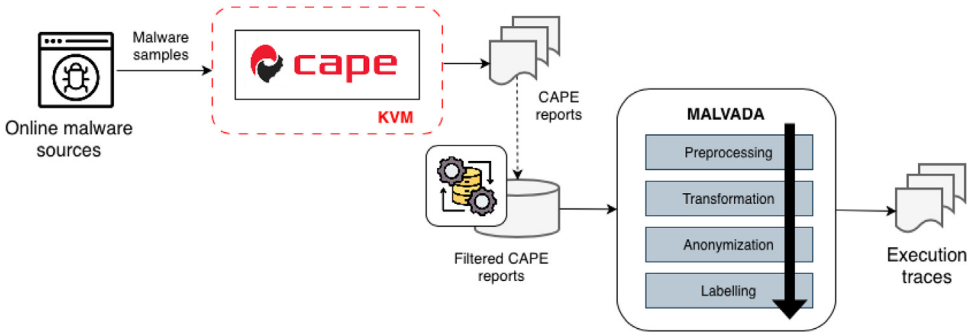 Malware
samples
Online malware
sources
cape
KVM
CAPE
reports
Filtered CAPE
reports
MALVADA
Preprocessing
Transformation
Anonymization
Labelling
Execution
traces